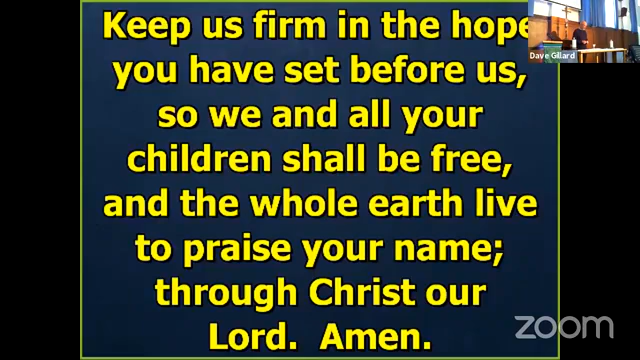 Keep us firm in the hope
you have set before us,
so we and all your
children shall be free,
and the whole earth live
to praise your name;
through Christ our
Lord. Amen.
Dave Gillard
zoom